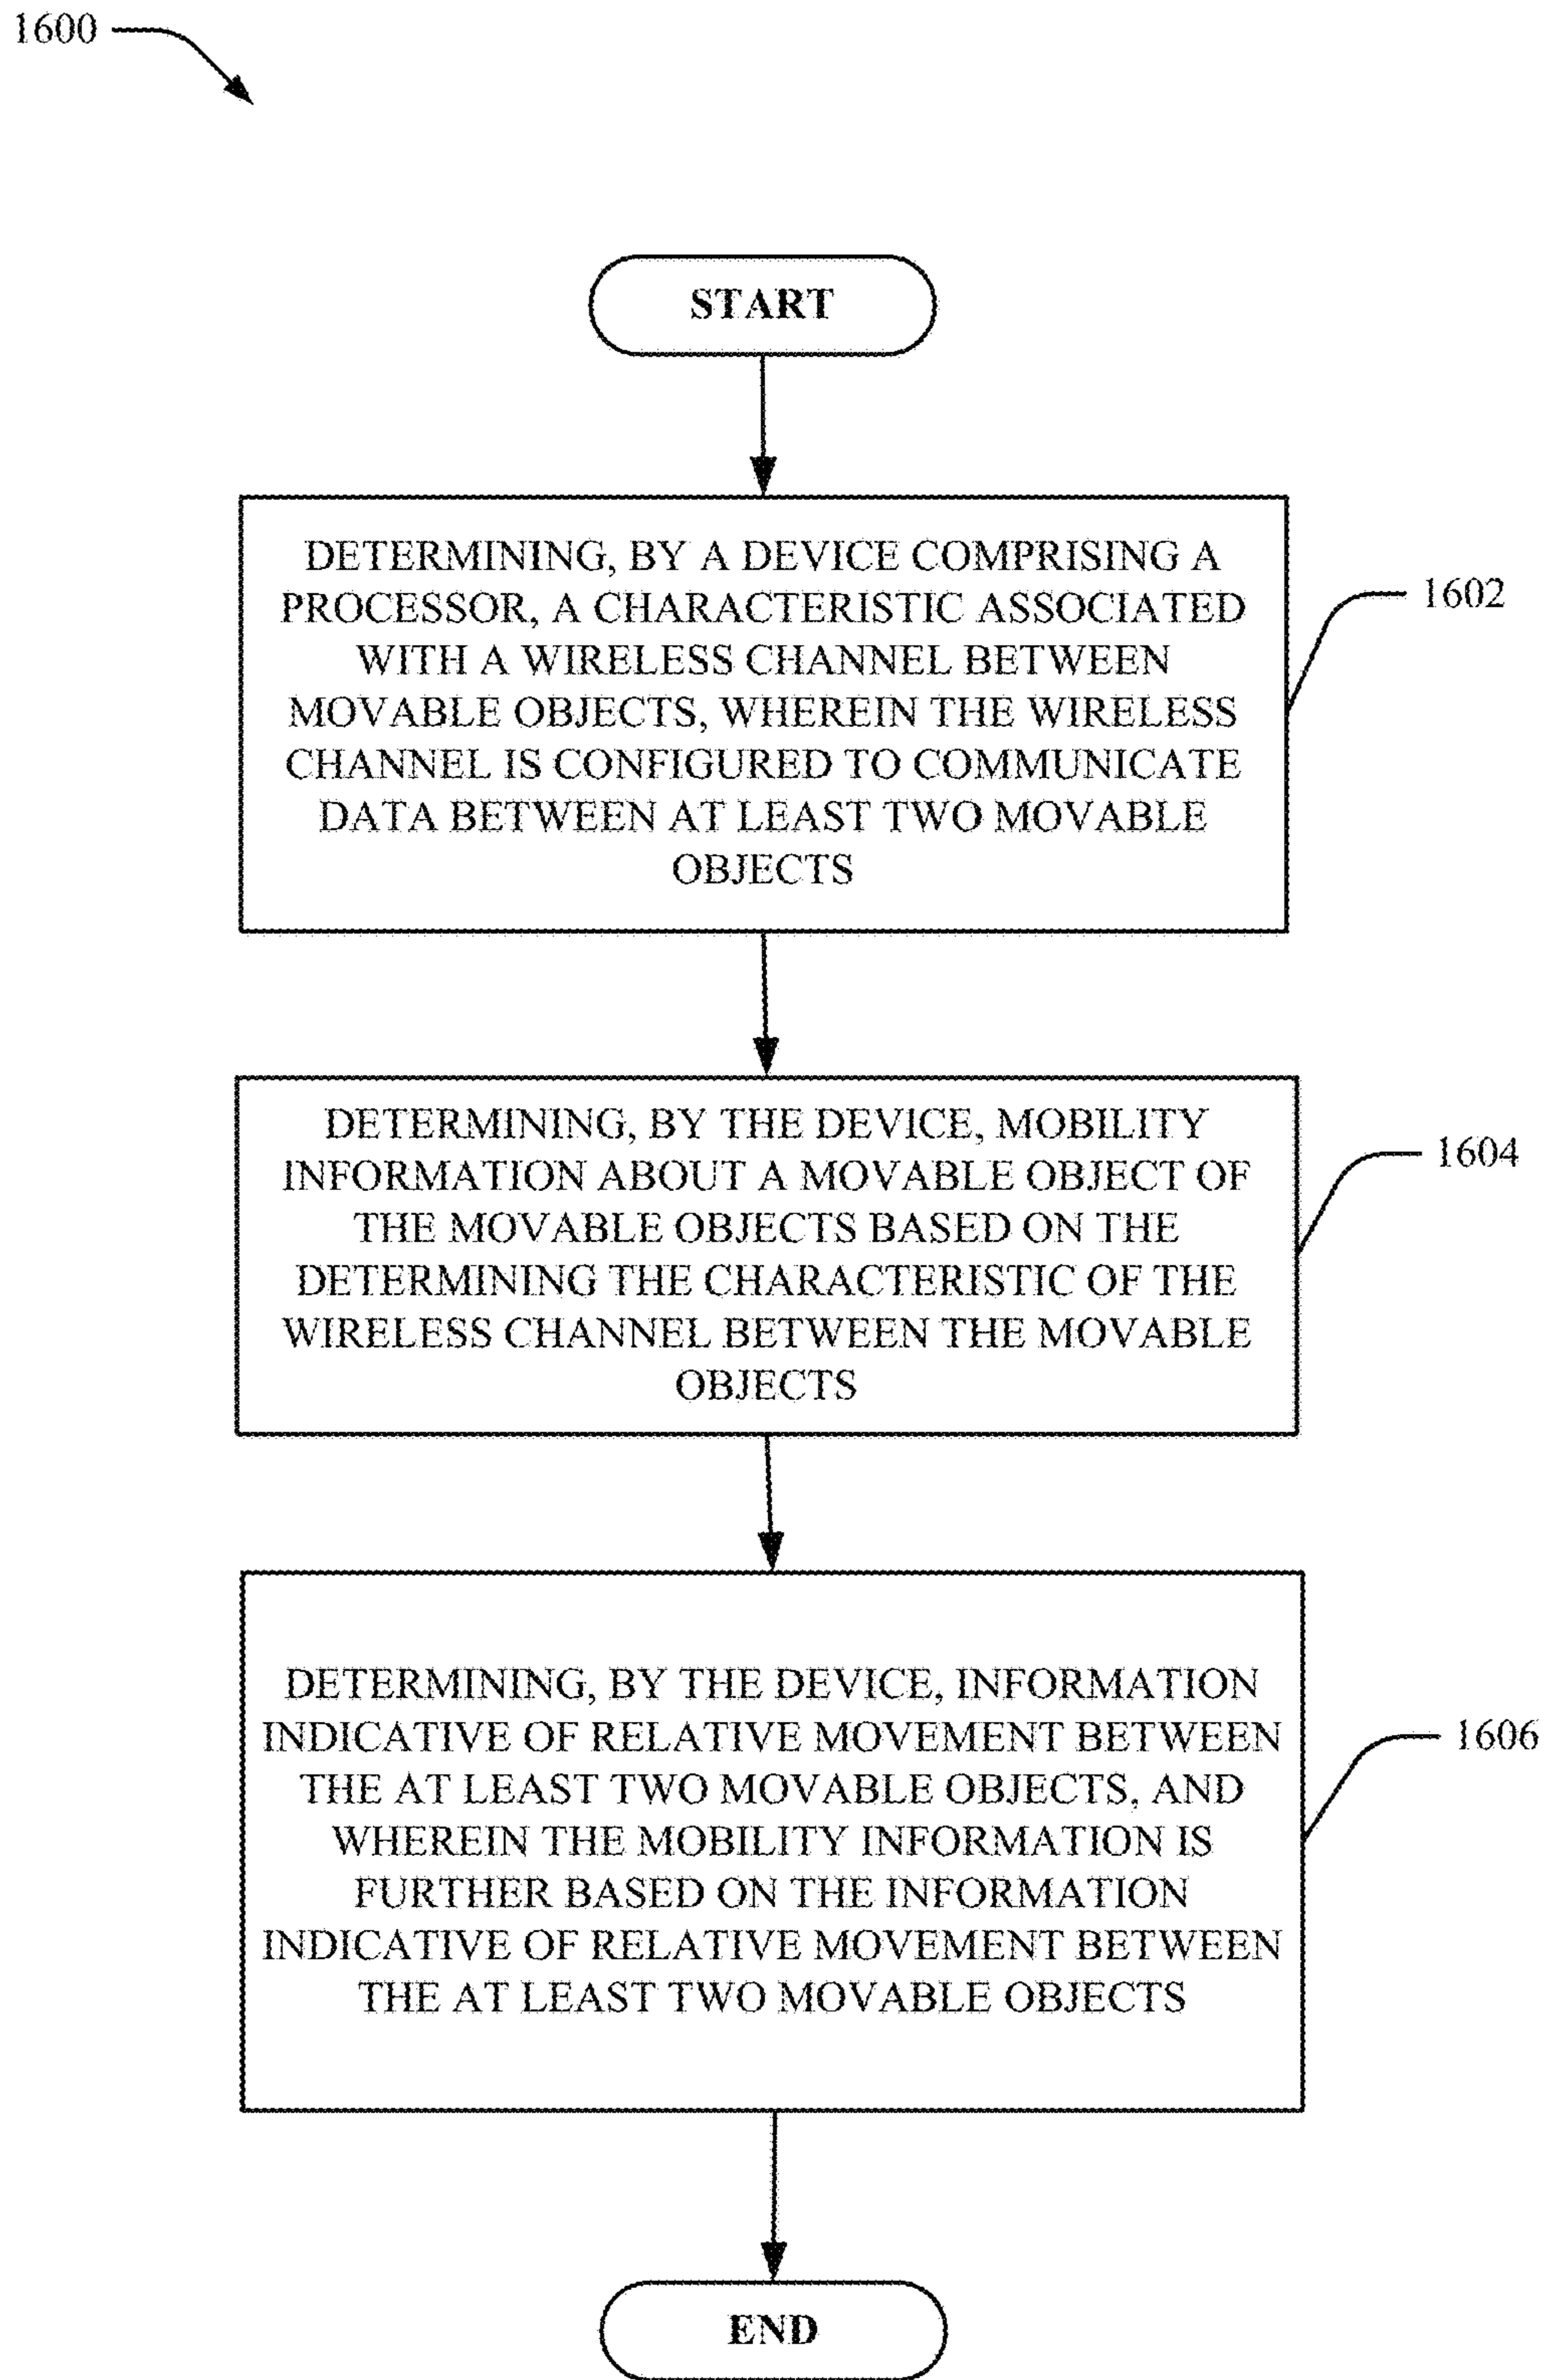 1600
START
DETERMINING, BY A DEVICE COMPRISING A
PROCESSOR, A CHARACTERISTIC ASSOCIATED
WITH A WIRELESS CHANNEL BETWEEN
MOVABLE OBJECTS, WHEREIN THE WIRELESS
CHANNEL IS CONFIGURED TO COMMUNICATE
DATA BETWEEN AT LEAST TWO MOVABLE
OBJECTS
1602
DETERMINING, BY THE DEVICE, MOBILITY
INFORMATION ABOUT A MOVABLE OBJECT OF
THE MOVABLE OBJECTS BASED ON THE
DETERMINING THE CHARACTERISTIC OF THE
WIRELESS CHANNEL BETWEEN THE MOVABLE
OBJECTS
1604
DETERMINING, BY THE DEVICE, INFORMATION
INDICATIVE OF RELATIVE MOVEMENT BETWEEN
THE AT LEAST TWO MOVABLE OBJECTS, AND
WHEREIN THE MOBILITY INFORMATION IS
FURTHER BASED ON THE INFORMATION
INDICATIVE OF RELATIVE MOVEMENT BETWEEN
THE AT LEAST TWO MOVABLE OBJECTS
1606
END